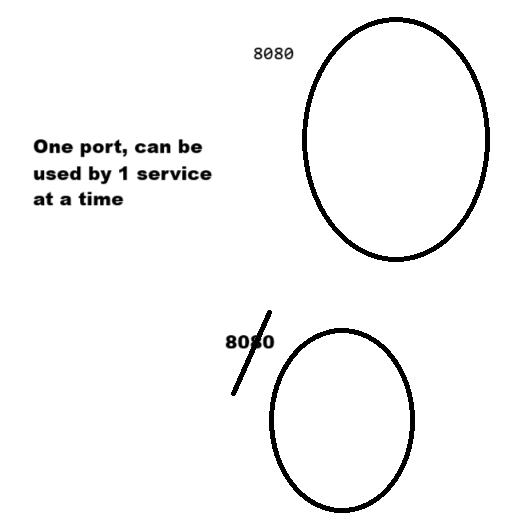 8080
One port, can be
used by 1 service
at a time
8080